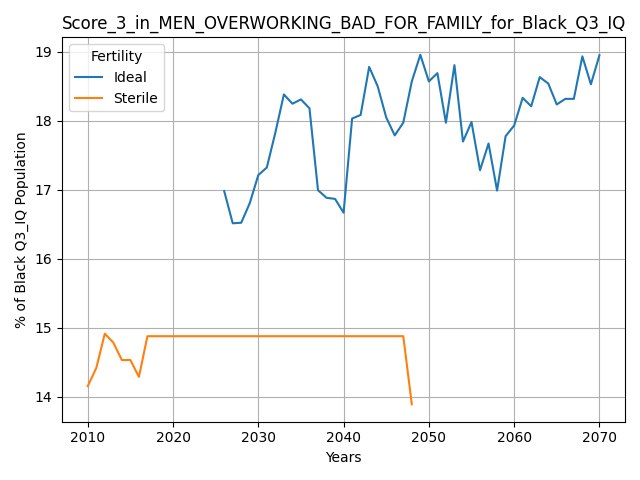 Score_3_in_MEN_OVERWORKING_BAD_FOR_FAMILY_for_Black_Q3_IQ
Fertility
Ideal
Sterile
% of Black Q3_IQ Population
19
18
17
16
15
14
2010 2020 2030 2040 2050 2060 2070
Years